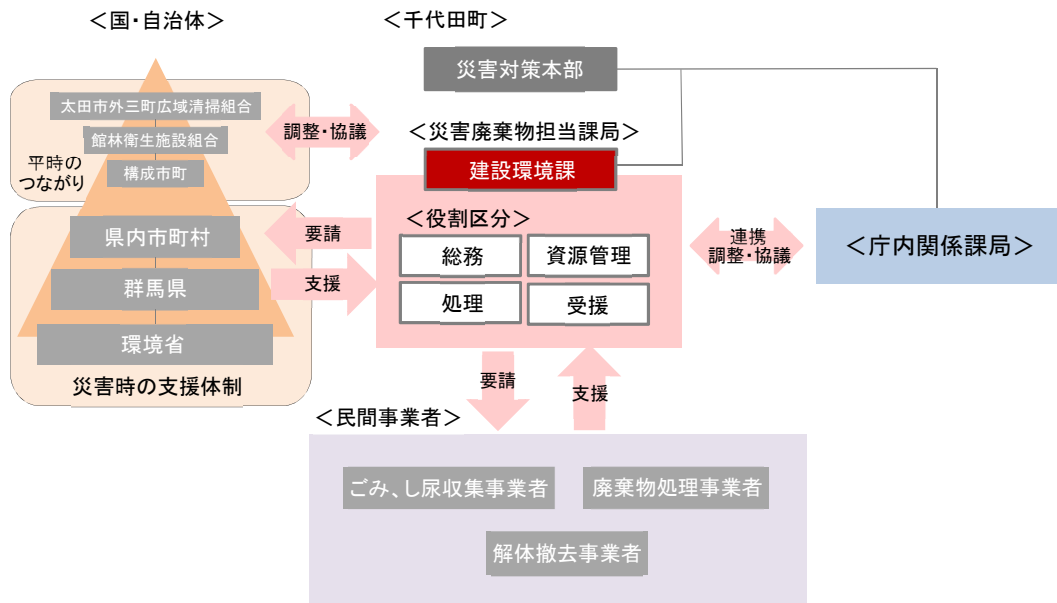 ＜国・自治体＞
太田市外三町広域清掃組合
館林衛生施設組合
平時の
つながり
構成市町
県内市町村
群馬県
環境省
災害時の支援体制
調整・協議
要請
支援
＜千代田町＞
災害対策本部
＜災害廃棄物担当課局＞
建設環境課
＜役割区分＞
総務
資源管理
処理
受援
連携
調整・協議
＜庁内関係課局＞
要請
支援
＜民間事業者＞
ごみ、し尿収集事業者
廃棄物処理事業者
解体撤去事業者